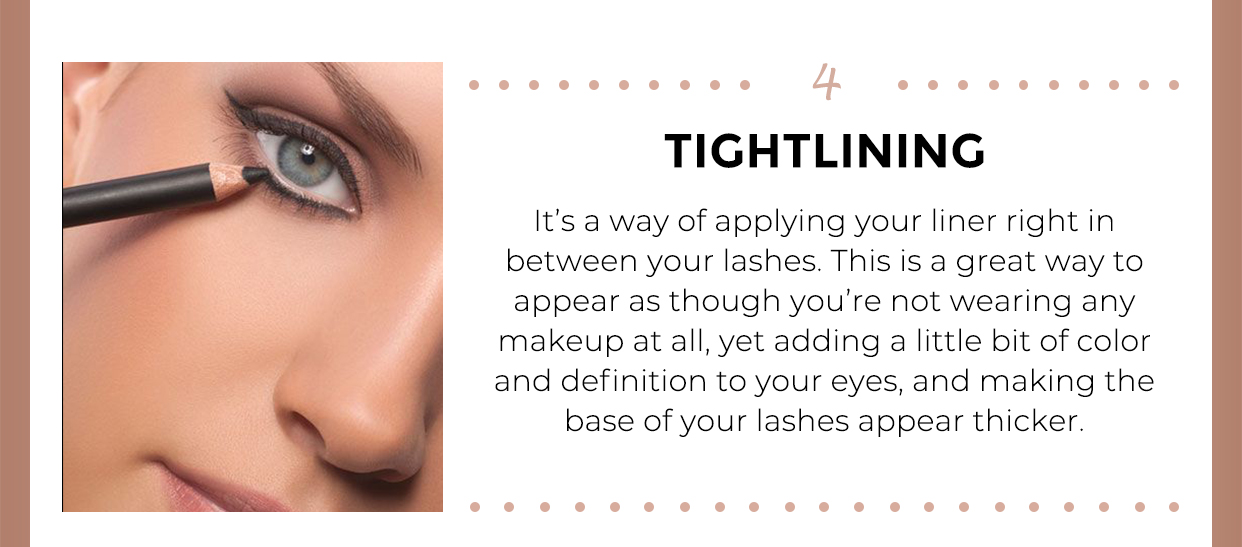 4
TIGHTLINING
It’s a way of applying your liner right in
between your lashes. This is a great way to
appear as though you’re not wearing any
makeup at all, yet adding a little bit of color
and definition to your eyes, and making the
base of your lashes appear thicker.